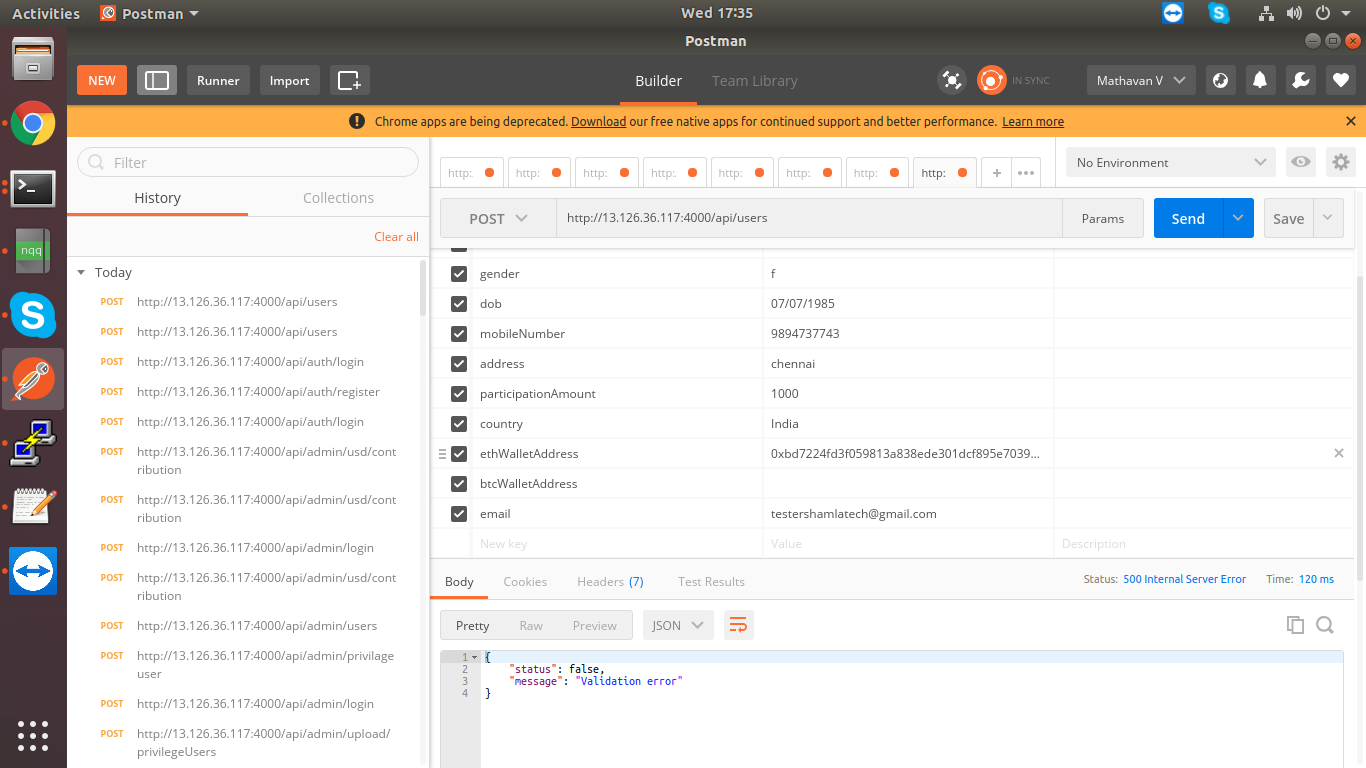 Activities
Postman
Wed 17:35
Postman
NEW
Runner
Import
Builder
Team Library
IN SYNC
Mathavan V
Chrome apps are being deprecated. Download our free native apps for continued support and better performance. Learn more
Filter
History
Collections
Clear all
Today
POST http://13.126.36.117:4000/api/users
POST http://13.126.36.117:4000/api/users
POST http://13.126.36.117:4000/api/auth/login
POST http://13.126.36.117:4000/api/auth/register
POST http://13.126.36.117:4000/api/auth/login
POST http://13.126.36.117:4000/api/admin/usd/cont
ribution
POST http://13.126.36.117:4000/api/admin/usd/cont
ribution
POST http://13.126.36.117:4000/api/admin/login
POST http://13.126.36.117:4000/api/admin/usd/cont
ribution
POST http://13.126.36.117:4000/api/admin/users
POST http://13.126.36.117:4000/api/admin/privilage
user
POST http://13.126.36.117:4000/api/admin/login
POST http://13.126.36.117:4000/api/admin/upload/
privilegeUsers
nqq
http: http: http: http:. http: http: http: http: + •••
No Environment
POST http://13.126.36.117:4000/api/users Params Send Save
gender f
dob 07/07/1985
mobileNumber 9894737743
address chennai
participationAmount 1000
country India
ethWalletAddress 0xbd7224fd3f059813a838ede301dcf895e7039...
btcWalletAddress
email testershamlatech@gmail.com
New key Value Description
Body Cookies Headers (7) Test Results Status: 500 Internal Server Error Time: 120 ms
Pretty Raw Preview JSON
1 {
2 "status": false,
3 "message": "Validation error"
4 }